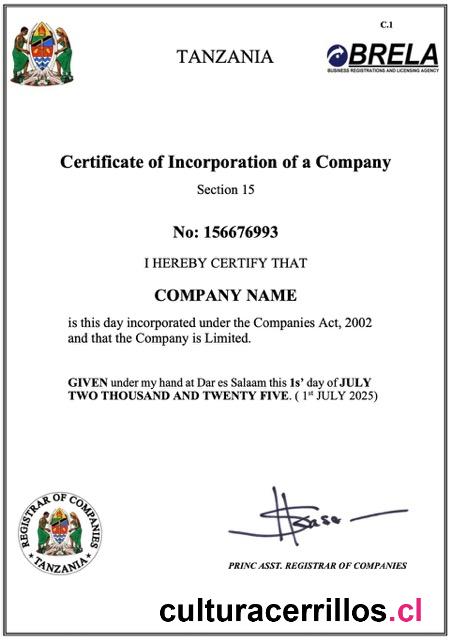 C.1
TANZANIA
BRELA
BUSINESS REGISTRATIONS AND LICENSING AGENCY
Certificate of Incorporation of a Company
Section 15
No: 156676993
I HEREBY CERTIFY THAT
COMPANY NAME
is this day incorporated under the Companies Act, 2002
and that the Company is Limited.
GIVEN under my hand at Dar es Salaam this 1s’ day of JULY
TWO THOUSAND AND TWENTY FIVE. ( 1st JULY 2025)
REGISTRAR OF COMPANIES
TANZANIA
PRINC ASST. REGISTRAR OF COMPANIES
culturacerrillos.cl